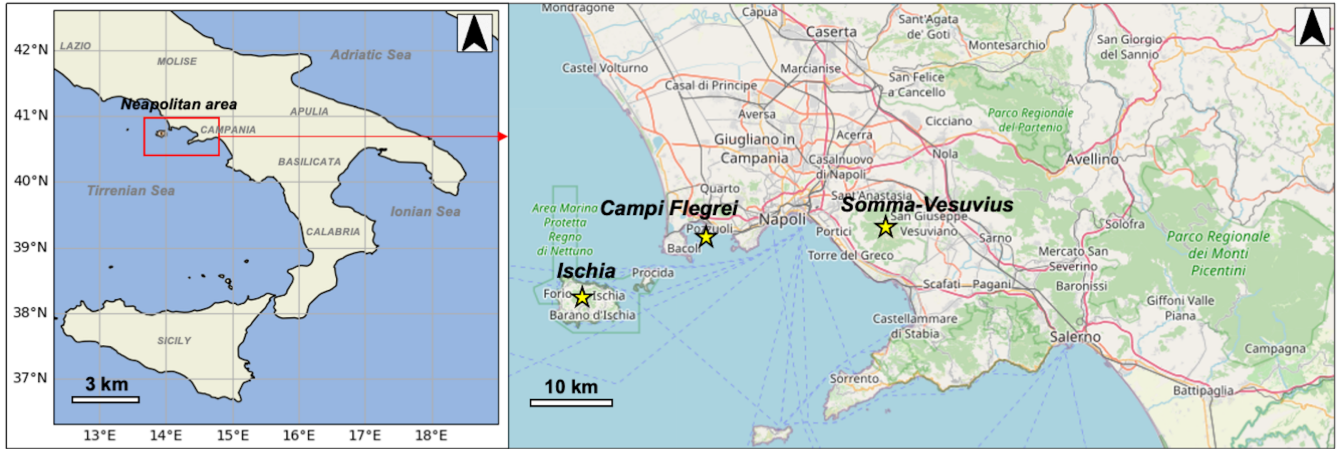 42°N
41°N
40°N
39°N
38°N
37°N
13°E
14°E
15°E
16°E
17°E
18°E
LAZIO
MOLISE
Adriatic Sea
Neapolitan area
APULIA
CAMPANIA
BASILICATA
Tirrenian Sea
Ionian Sea
CALABRIA
SICILY
3 km
Mondragone
Capua
Caserta
Sant'Agata
de' Goti
Montesarchio
San Giorgio
del Sannio
Castel Volturno
Marcianise
San Felice
a Cancello
Casal di Principe
Aversa
Cicciano
Parco Regionale
del Partenio
Giugliano in
Campania
Acerra
Casalnuovo
di Napoli
Nola
Avellino
Quarto
Sant'Anastasia
Area Marina
Protetta
Regno
di Nettuno
Campi Flegrei
Napoli
Somma-Vesuvius
San Giuseppe
Vesuviano
Pozzuoli
Bacoli
Portici
Sarno
Solofra
Torre del Greco
Mercato San
Severino
Parco Regionale
dei Monti
Picentini
Ischia
Procida
Forio
Ischia
Barano d'Ischia
Scafati
Pagani
Baronissi
Giffoni Valle
Piana
Castellammare
di Stabia
Salerno
Campagna
Sorrento
Battipaglia
10 km